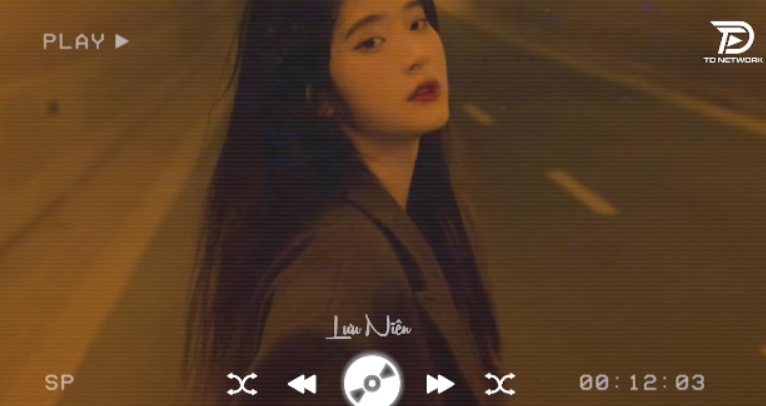 PLAY
TD NETWORK
Lưu Niên
SP
00:12:03